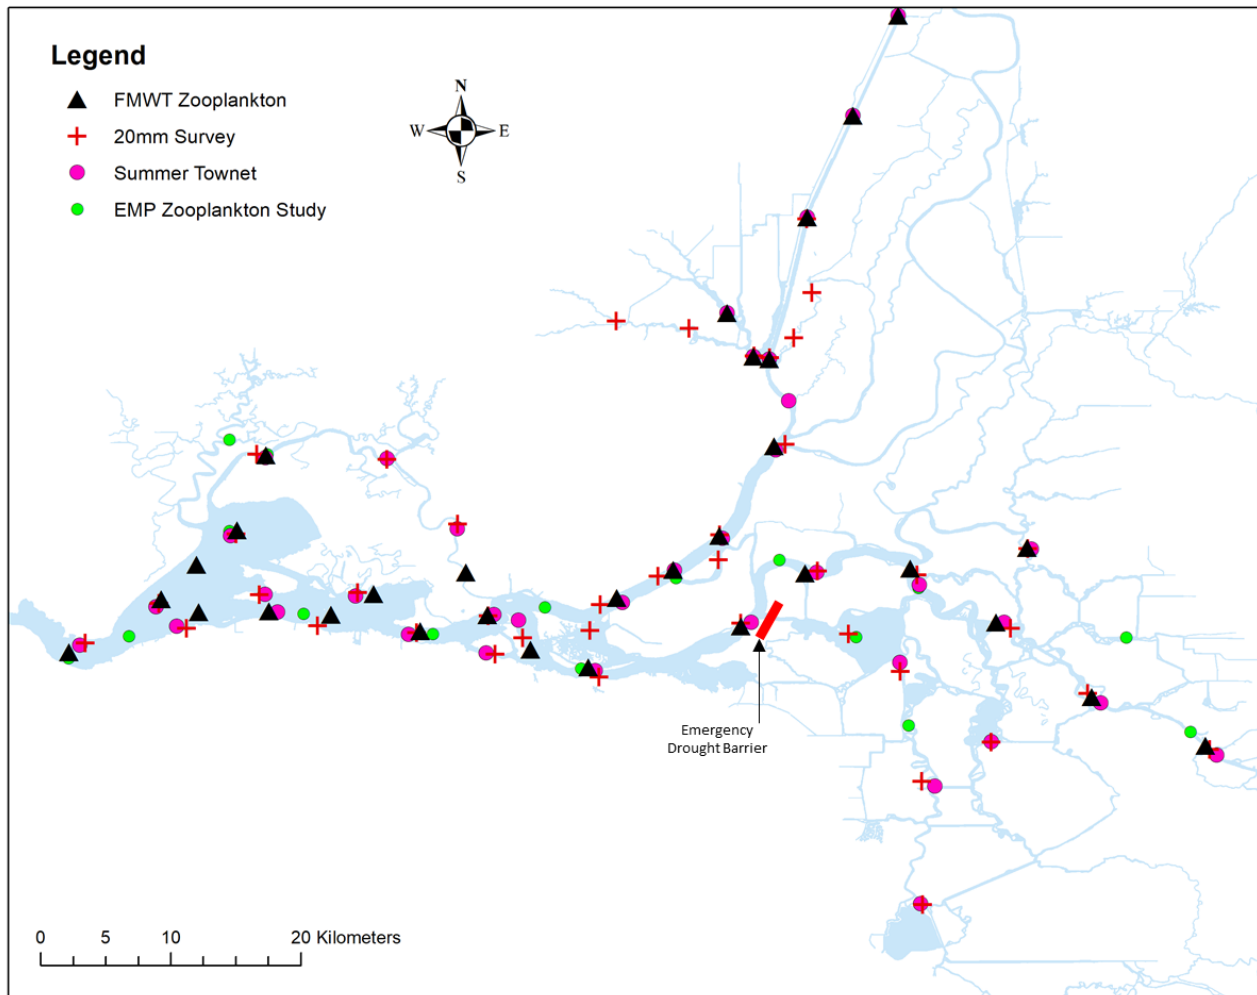 Legend
FMWT Zooplankton
20mm Survey
Summer Townet
EMP Zooplankton Study
N
W E
S
Emergency
Drought Barrier
0 5 10 20 Kilometers